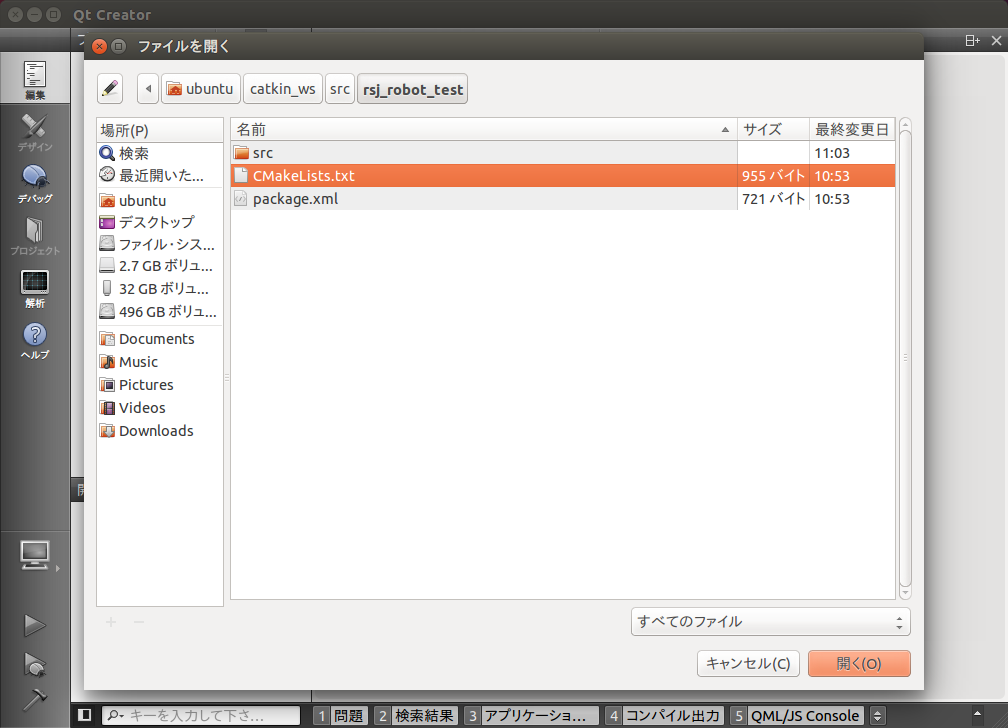 Qt Creator
ファイルを開く
ubuntu catkin_ws src rsj_robot_test
場所(P)
検索
最近開いた...
ubuntu
デスクトップ
ファイル・シス...
2.7 GB ボリュ...
32 GB ボリュ...
496 GB ボリュ...
Documents
Music
Pictures
Videos
Downloads
名前 サイズ 最終変更日
src 11:03
CMakeLists.txt 955 バイト 10:53
package.xml 721 バイト 10:53
すべてのファイル
キャンセル(C) 開く(O)
編集
デザイン
デバッグ
プロジェクト
解析
ヘルプ
キーを入力して下さ... 1 問題 2 検索結果 3 アプリケーショ... 4 コンパイル出力 5 QML/JS Console